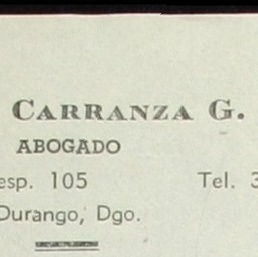 CARRANZA G.
ABOGADO
esp. 105 Tel. 3
Durango, Dgo.